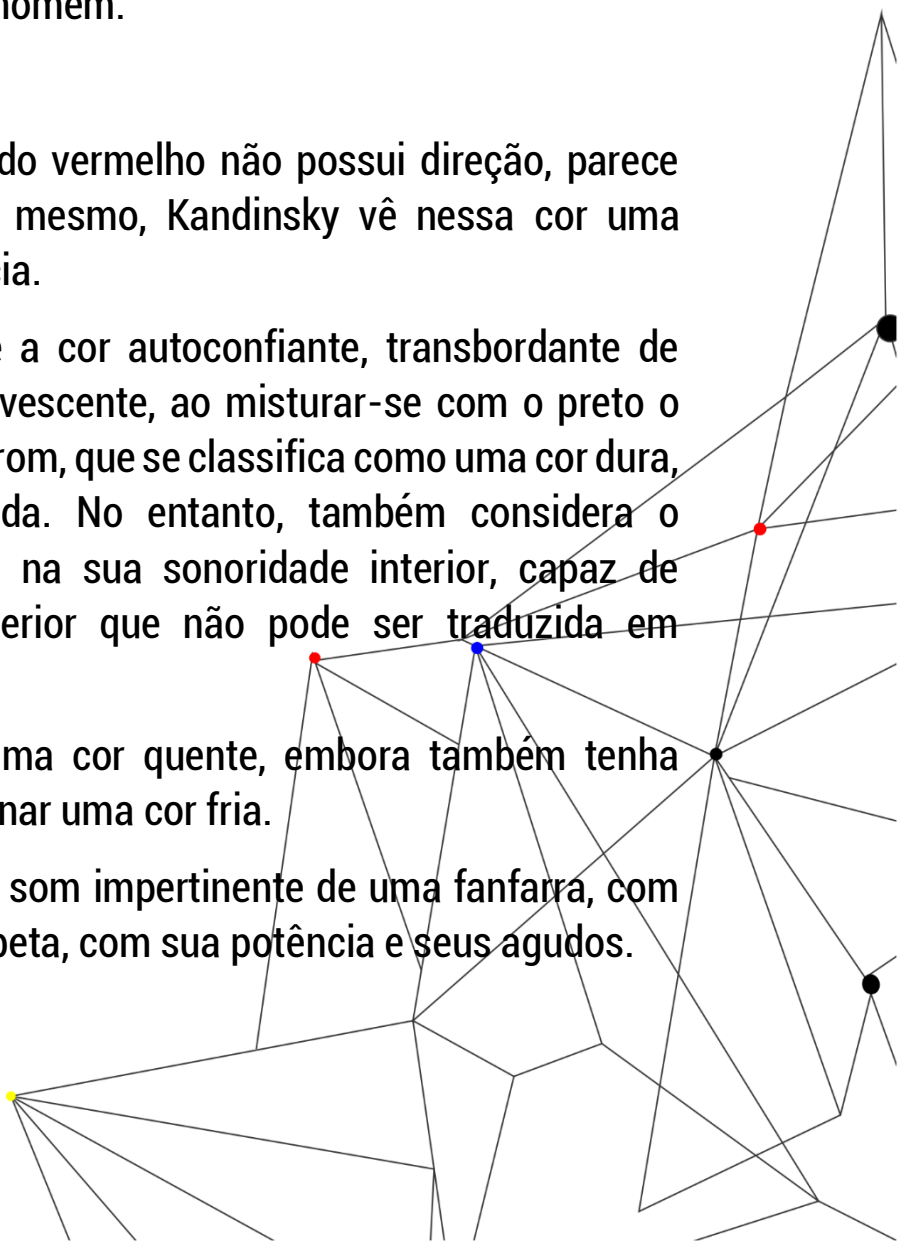 homem.
do vermelho não possui direção, parece
mesmo, Kandinsky vê nessa cor uma
cia.
a cor autoconfiante, transbordante de
vescente, ao misturar-se com o preto o
rom, que se classifica como uma cor dura,
da. No entanto, também considera o
na sua sonoridade interior, capaz de
erior que não pode ser traduzida em
ma cor quente, embora também tenha
nar uma cor fria.
som impertinente de uma fanfarra, com
peta, com sua potência e seus agudos.